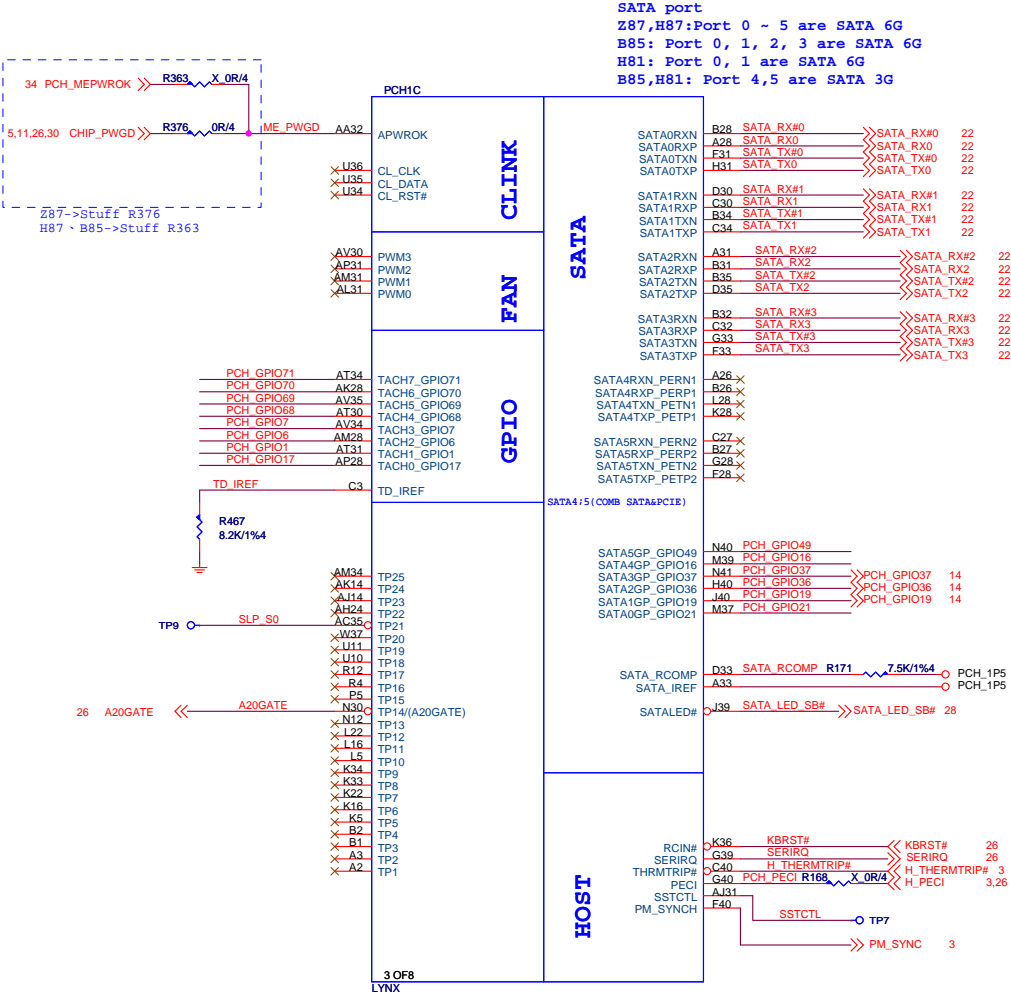 SATA port
Z87,H87:Port 0 ~ 5 are SATA 6G
B85: Port 0, 1, 2, 3 are SATA 6G
H81: Port 0, 1 are SATA 6G
B85,H81: Port 4,5 are SATA 3G
34 PCH_MEPWROK R363 X_0R/4
5,11,26,30 CHIP_PWGD R376 0R/4 ME_PWGD
Z87->Stuff R376
H87、B85->Stuff R363
PCH1C
CLINK
AA32 APWROK
U36 CL_CLK
U35 CL_DATA
U34 CL_RST#
FAN
AV30 PWM3
AP31 PWM2
AM31 PWM1
AL31 PWM0
GPIO
PCH_GPIO71 AT34 TACH7_GPIO71
PCH_GPIO70 AK28 TACH6_GPIO70
PCH_GPIO69 AV35 TACH5_GPIO69
PCH_GPIO68 AT30 TACH4_GPIO68
PCH_GPIO7 AV34 TACH3_GPIO7
PCH_GPIO6 AM28 TACH2_GPIO6
PCH_GPIO1 AT31 TACH1_GPIO1
PCH_GPIO17 AP28 TACH0_GPIO17
TD_IREF C3 TD_IREF
R467
8.2K/1%4
AM34 TP25
AK14 TP24
AJ14 TP23
AH24 TP22
TP9 SLP_S0 AC35 TP21
W37 TP20
U11 TP19
U10 TP18
R12 TP17
R4 TP16
P5 TP15
26 A20GATE A20GATE N30 TP14/(A20GATE)
N12 TP13
L22 TP12
L16 TP11
L5 TP10
K34 TP9
K33 TP8
K22 TP7
K16 TP6
K5 TP5
B2 TP4
B1 TP3
A3 TP2
A2 TP1
3 OF8
LYNX
SATA
SATA0RXN B28 SATA_RX#0 SATA_RX#0 22
SATA0RXP A28 SATA_RX0 SATA_RX0 22
SATA0TXN F31 SATA_TX#0 SATA_TX#0 22
SATA0TXP H31 SATA_TX0 SATA_TX0 22
SATA1RXN D30 SATA_RX#1 SATA_RX#1 22
SATA1RXP C30 SATA_RX1 SATA_RX1 22
SATA1TXN B34 SATA_TX#1 SATA_TX#1 22
SATA1TXP C34 SATA_TX1 SATA_TX1 22
SATA2RXN A31 SATA_RX#2 SATA_RX#2 22
SATA2RXP B31 SATA_RX2 SATA_RX2 22
SATA2TXN B35 SATA_TX#2 SATA_TX#2 22
SATA2TXP D35 SATA_TX2 SATA_TX2 22
SATA3RXN B32 SATA_RX#3 SATA_RX#3 22
SATA3RXP C32 SATA_RX3 SATA_RX3 22
SATA3TXN G33 SATA_TX#3 SATA_TX#3 22
SATA3TXP F33 SATA_TX3 SATA_TX3 22
SATA4RXN_PERN1 A26
SATA4RXP_PERP1 B26
SATA4TXN_PETN1 L28
SATA4TXP_PETP1 K28
SATA5RXN_PERN2 C27
SATA5RXP_PERP2 B27
SATA5TXN_PETN2 G28
SATA5TXP_PETP2 F28
SATA4;5(COMB SATA&PCIE)
SATA5GP_GPIO49 N40 PCH_GPIO49
SATA4GP_GPIO16 M39 PCH_GPIO16
SATA3GP_GPIO37 N41 PCH_GPIO37 PCH_GPIO37 14
SATA2GP_GPIO36 H40 PCH_GPIO36 PCH_GPIO36 14
SATA1GP_GPIO19 J40 PCH_GPIO19 PCH_GPIO19 14
SATA0GP_GPIO21 M37 PCH_GPIO21
SATA_RCOMP D33 SATA_RCOMP R171 7.5K/1%4 PCH_1P5
SATA_IREF A33 PCH_1P5
SATALED# J39 SATA_LED_SB# SATA_LED_SB# 28
HOST
RCIN# K36 KBRST# KBRST# 26
SERIRQ G39 SERIRQ SERIRQ 26
THRMTRIP# C40 H_THERMTRIP# H_THERMTRIP# 3
PECI G40 PCH_PECI R168 X_0R/4 H_PECI 3,26
SSTCTL AJ31 SSTCTL TP7
PM_SYNCH F40 PM_SYNC 3